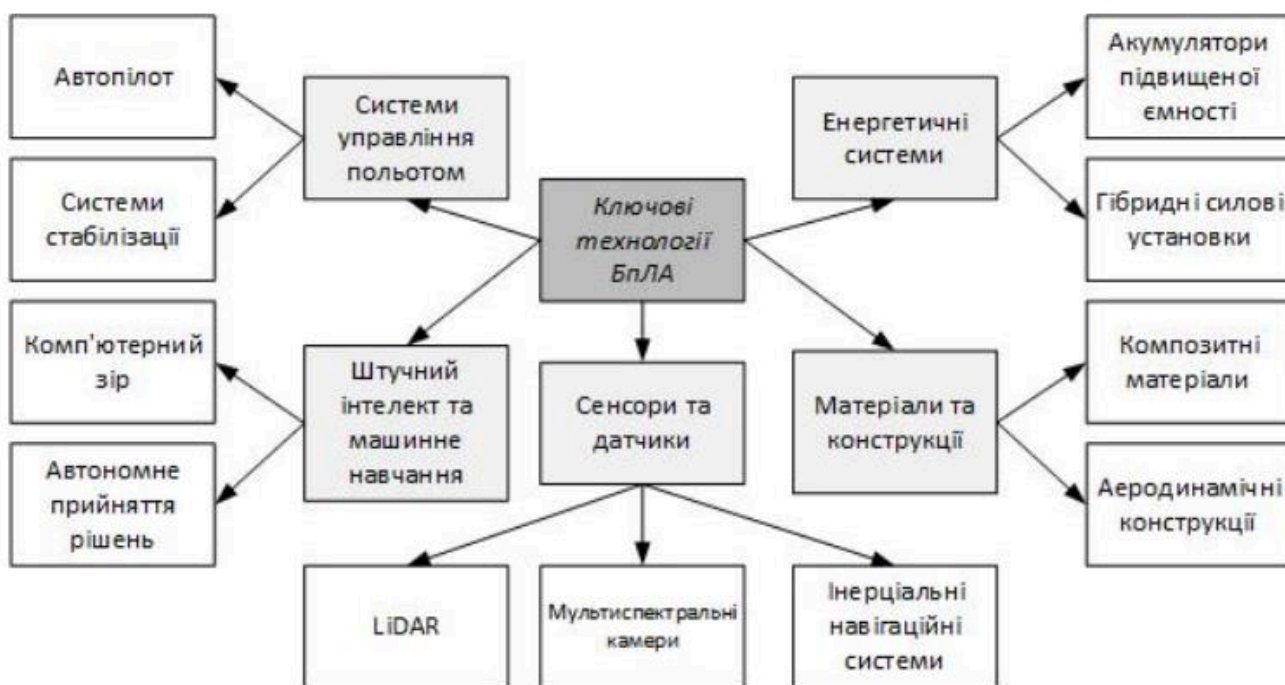 Автопілот
Системи
стабілізації
Комп'ютерний
зір
Автономне
прийняття
рішень
Системи
управління
польотом
Штучний
інтелект та
машинне
навчання
Ключові
технології
БпЛА
Сенсори та
датчики
Енергетичні
системи
Матеріали та
конструкції
Акумулятори
підвищеної
ємності
Гібридні силові
установки
Композитні
матеріали
Аеродинамічні
конструкції
LiDAR
Мультиспектральні
камери
Інерціальні
навігаційні
системи